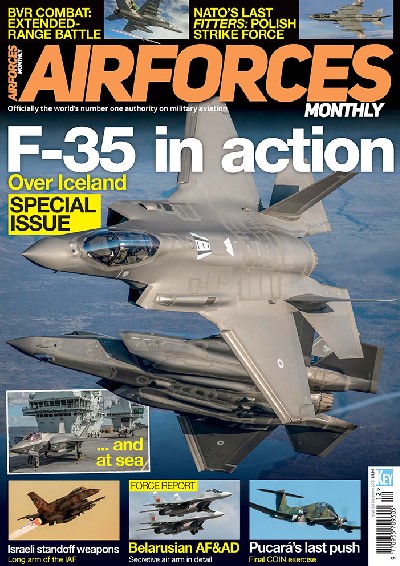 BVR COMBAT:
EXTENDED-
RANGE BATTLE
NATO'S LAST
FITTERS: POLISH
STRIKE FORCE
AIRFORCES
MONTHLY
AIRFORCES
MONTHLY
Officially the world's number one authority on military aviation
F-35 in action
Over Iceland
SPECIAL
ISSUE
... and
at sea
FORCE REPORT
KEY
Israeli standoff weapons
Long arm of the IAF
Belarusian AF&AD
Secretive air arm in detail
Pucará's last push
Final COIN exercise